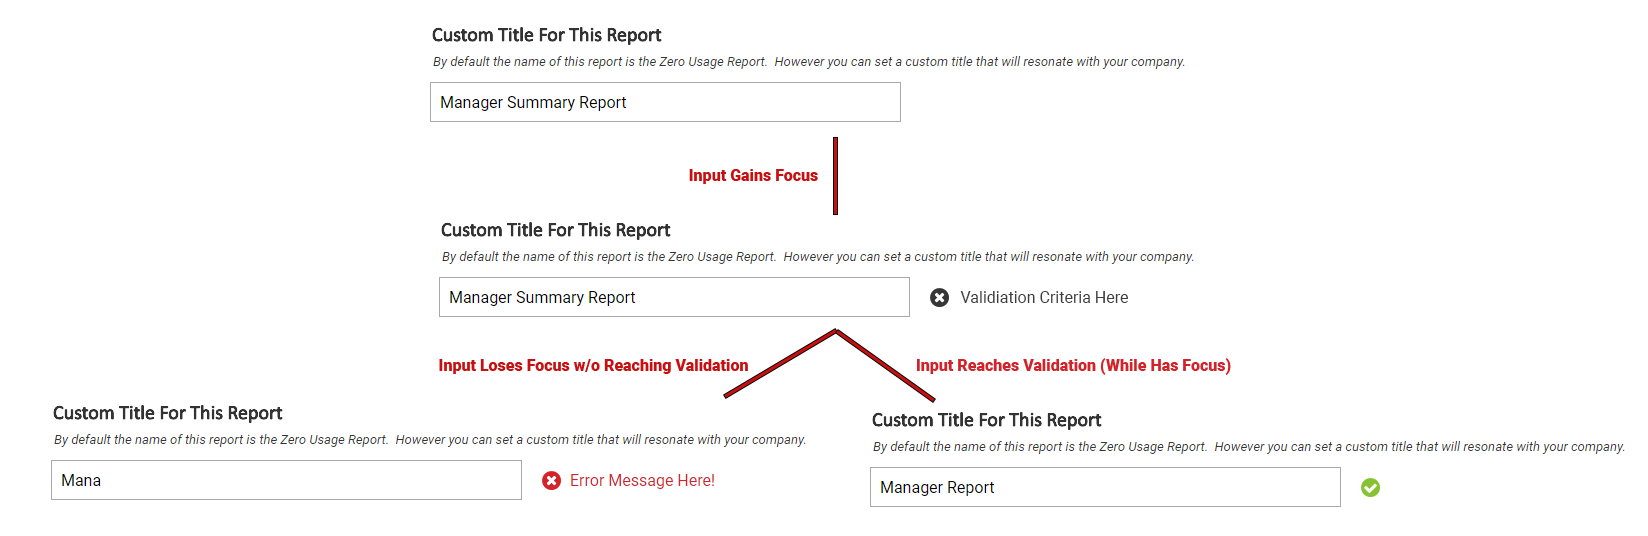 Custom Title For This Report
By default the name of this report is the Zero Usage Report.  However you can set a custom title that will resonate with your company.
Manager Summary Report
Input Gains Focus
Custom Title For This Report
By default the name of this report is the Zero Usage Report.  However you can set a custom title that will resonate with your company.
Manager Summary Report
Validiation Criteria Here
Input Loses Focus w/o Reaching Validation
Input Reaches Validation (While Has Focus)
Custom Title For This Report
By default the name of this report is the Zero Usage Report.  However you can set a custom title that will resonate with your company.
Mana
Error Message Here!
Custom Title For This Report
By default the name of this report is the Zero Usage Report.  However you can set a custom title that will resonate with your company.
Manager Report